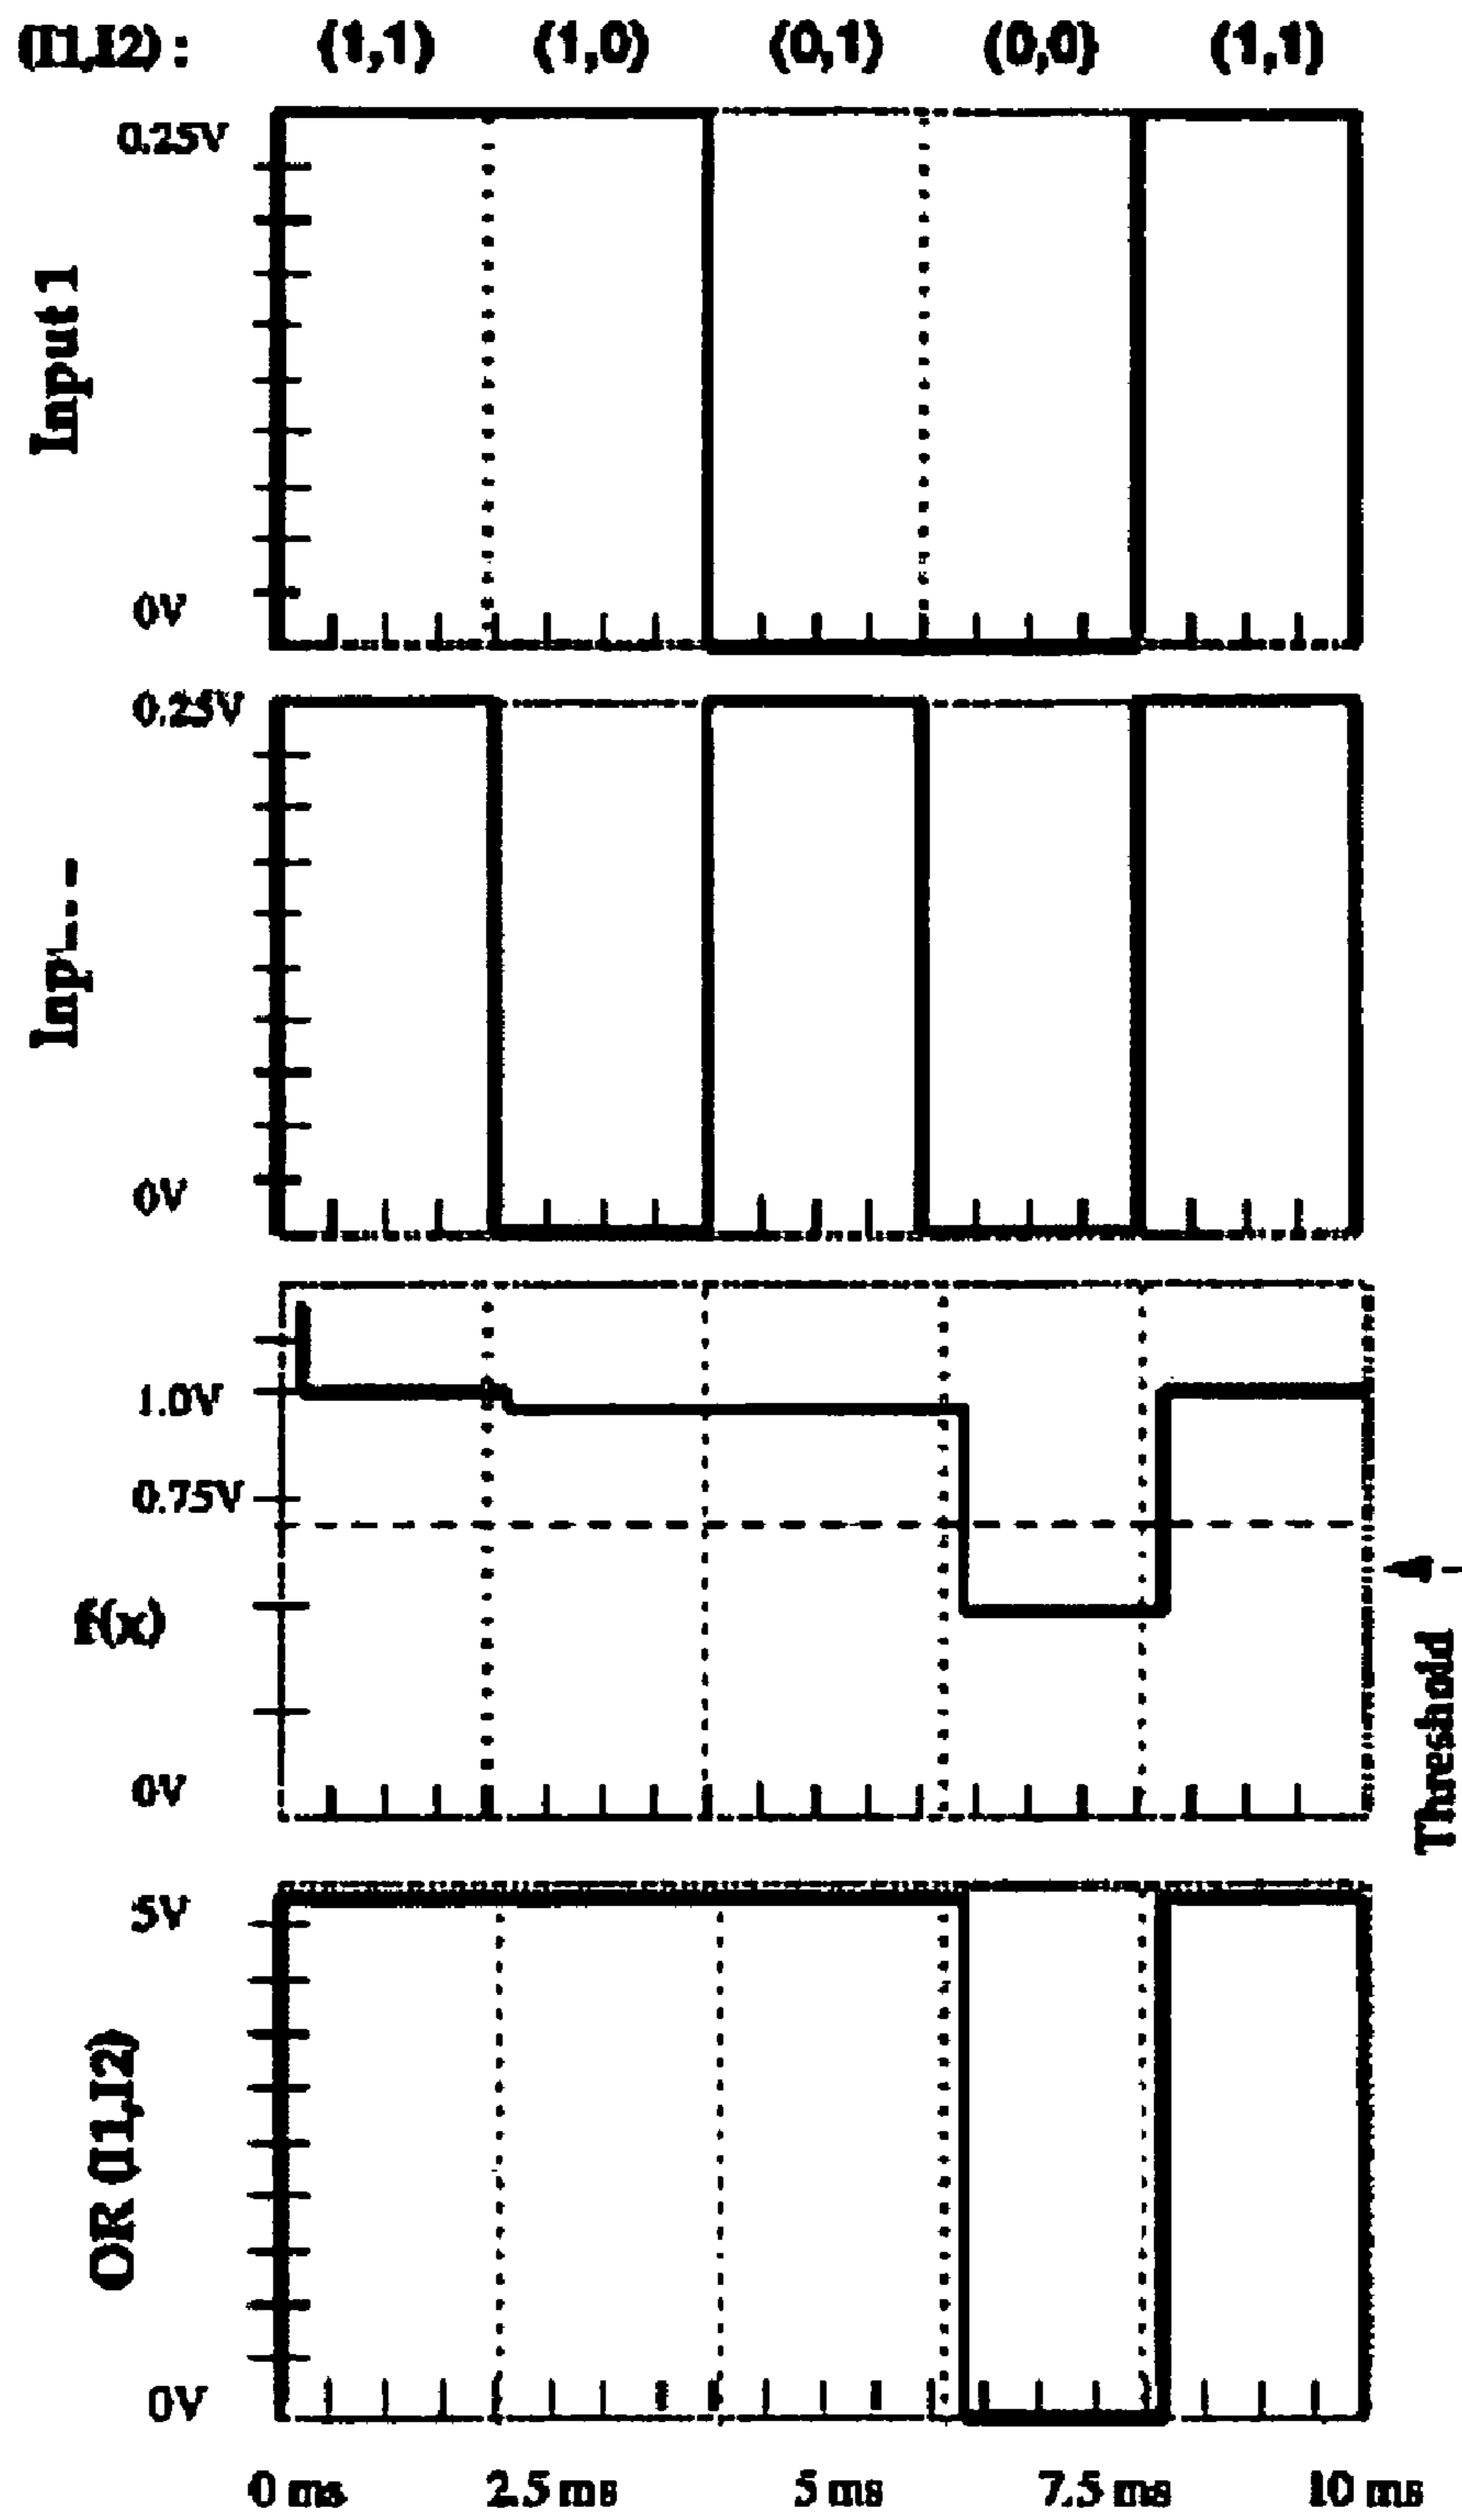 (I1,I2) : (1,1) (1,0) (0,1) (0,0) (1,1)
0.25V
Input 1
0V
0.25V
0V
1.0V
0.75V
f(x)
0V
Threshold
5V
OR (I1,I2)
0V
0 ms 2.5 ms 5 ms 7.5 ms 10 ms